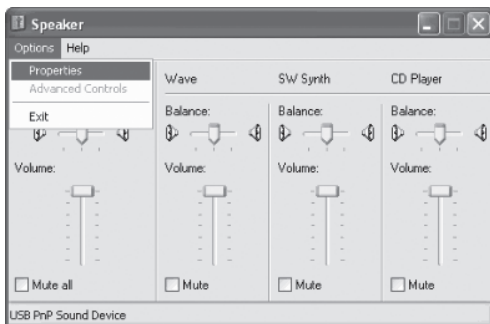 Speaker
Options Help
Properties
Advanced Controls
Exit
Wave SW Synth CD Player
Balance: Balance: Balance:
Volume: Volume: Volume: Volume:
Mute all Mute Mute Mute
USB PnP Sound Device